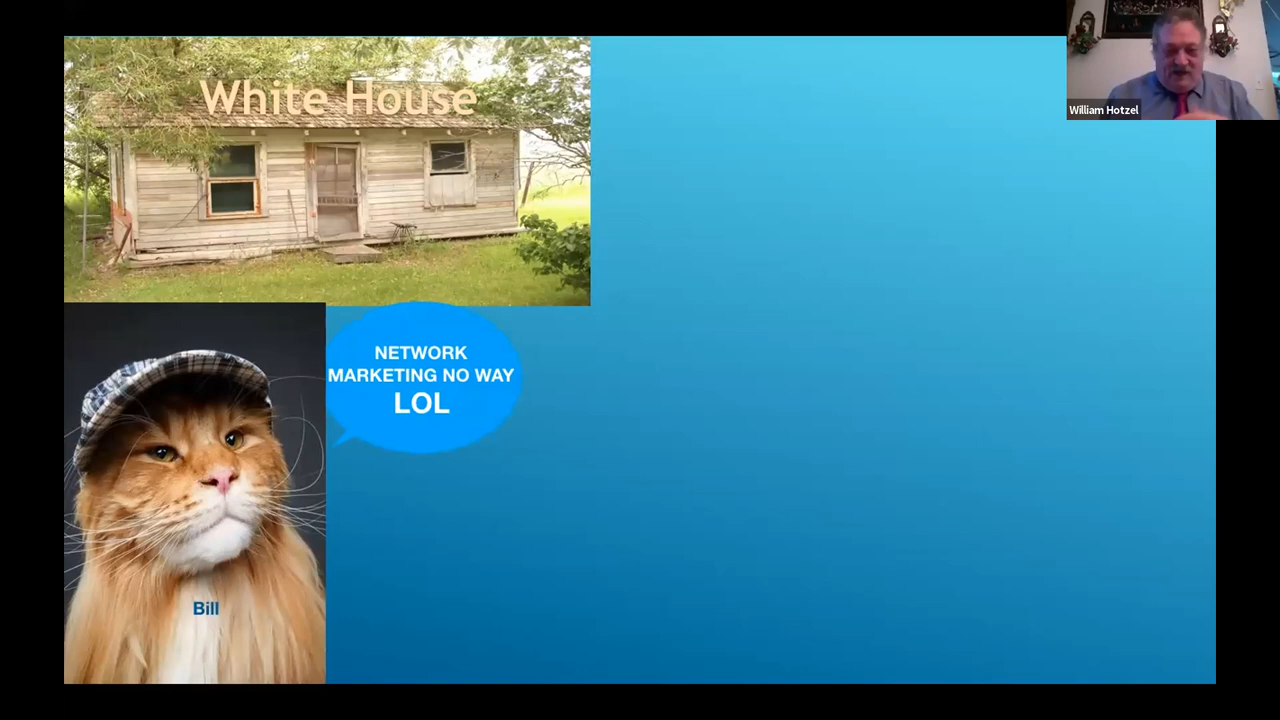 White House
William Hotzel
NETWORK
MARKETING NO WAY
LOL
Bill